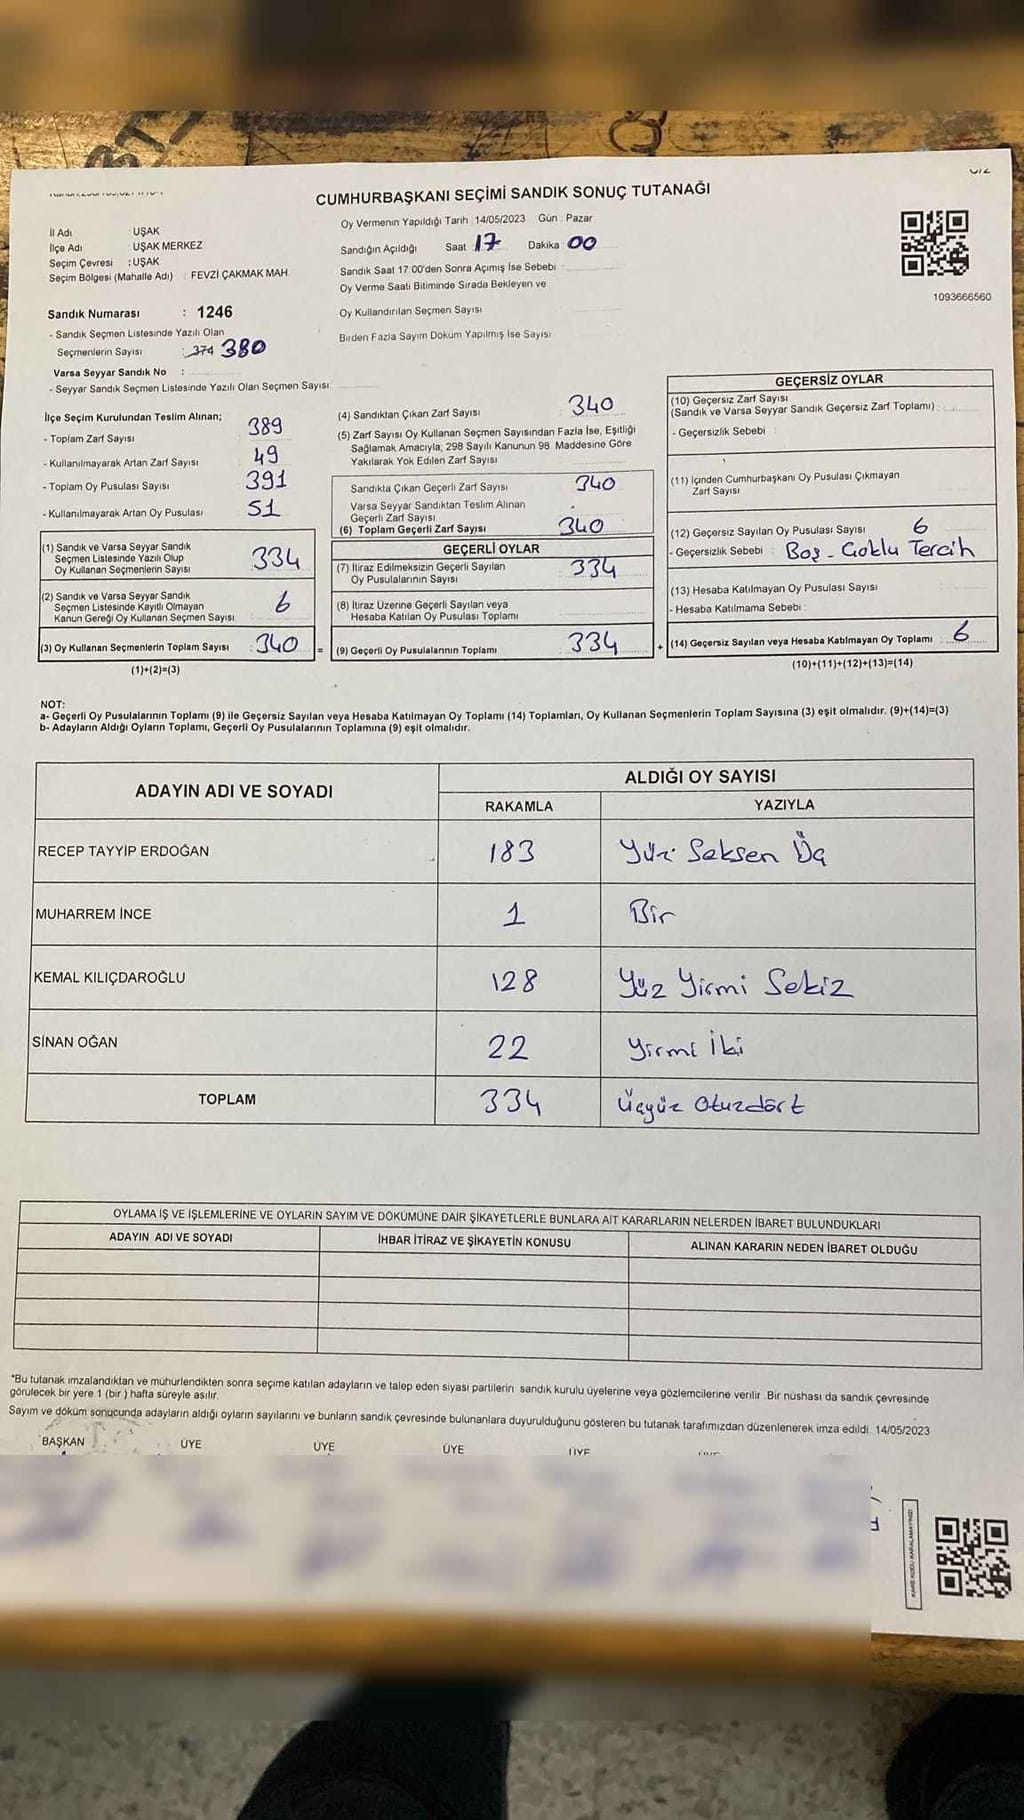 CUMHURBAŞKANI SEÇİMİ SANDIK SONUÇ TUTANAĞI
Oy Vermenin Yapıldığı Tarih : 14/05/2023 Gün : Pazar
İl Adı : UŞAK
İlçe Adı : UŞAK MERKEZ
Seçim Çevresi : UŞAK
Seçim Bölgesi (Mahalle Adı) : FEVZİ ÇAKMAK MAH.
Sandığın Açıldığı Saat 17 Dakika 00
Sandık Saat 17.00'den Sonra Açımış İse Sebebi :
Oy Verme Saati Bitiminde Sırada Bekleyen ve
Oy Kullandırılan Seçmen Sayısı
Birden Fazla Sayım Döküm Yapılmış İse Sayısı
1093666560
Sandık Numarası : 1246
- Sandık Seçmen Listesinde Yazılı Olan
Seçmenlerin Sayısı : 374 380
Varsa Seyyar Sandık No :
- Seyyar Sandık Seçmen Listesinde Yazılı Olan Seçmen Sayısı:
İlçe Seçim Kurulundan Teslim Alınan;
- Toplam Zarf Sayısı 389
- Kullanılmayarak Artan Zarf Sayısı 49
- Toplam Oy Pusulası Sayısı 391
- Kullanılmayarak Artan Oy Pusulası 51
(1) Sandık ve Varsa Seyyar Sandık
Seçmen Listesinde Yazılı Olup
Oy Kullanan Seçmenlerin Sayısı 334
(2) Sandık ve Varsa Seyyar Sandık
Seçmen Listesinde Kayıtlı Olmayan
Kanun Gereği Oy Kullanan Seçmen Sayısı 6
(3) Oy Kullanan Seçmenlerin Toplam Sayısı : 340 =
(1)+(2)=(3)
(4) Sandıktan Çıkan Zarf Sayısı 340
(5) Zarf Sayısı Oy Kullanan Seçmen Sayısından Fazla İse, Eşitliği
Sağlamak Amacıyla; 298 Sayılı Kanunun 98. Maddesine Göre
Yakılarak Yok Edilen Zarf Sayısı
Sandıkta Çıkan Geçerli Zarf Sayısı 340
Varsa Seyyar Sandıktan Teslim Alınan
Geçerli Zarf Sayısı
(6) Toplam Geçerli Zarf Sayısı 340
GEÇERLİ OYLAR
(7) İtiraz Edilmeksizin Geçerli Sayılan
Oy Pusulalarının Sayısı 334
(8) İtiraz Üzerine Geçerli Sayılan veya
Hesaba Katılan Oy Pusulası Toplamı
(9) Geçerli Oy Pusulalarının Toplamı 334 +
GEÇERSİZ OYLAR
(10) Geçersiz Zarf Sayısı
(Sandık ve Varsa Seyyar Sandık Geçersiz Zarf Toplamı) :
- Geçersizlik Sebebi :
(11) İçinden Cumhurbaşkanı Oy Pusulası Çıkmayan
Zarf Sayısı
(12) Geçersiz Sayılan Oy Pusulası Sayısı 6
- Geçersizlik Sebebi : Boş - Çoklu Tercih
(13) Hesaba Katılmayan Oy Pusulası Sayısı
- Hesaba Katılmama Sebebi :
(14) Geçersiz Sayılan veya Hesaba Katılmayan Oy Toplamı 6
(10)+(11)+(12)+(13)=(14)
NOT:
a- Geçerli Oy Pusulalarının Toplamı (9) ile Geçersiz Sayılan veya Hesaba Katılmayan Oy Toplamı (14) Toplamları, Oy Kullanan Seçmenlerin Toplam Sayısına (3) eşit olmalıdır. (9)+(14)=(3)
b- Adayların Aldığı Oyların Toplamı, Geçerli Oy Pusulalarının Toplamına (9) eşit olmalıdır.
ADAYIN ADI VE SOYADI ALDIĞI OY SAYISI
RAKAMLA YAZIYLA
RECEP TAYYİP ERDOĞAN 183 Yüz Seksen Üç
MUHARREM İNCE 1 Bir
KEMAL KILIÇDAROĞLU 128 Yüz Yirmi Sekiz
SİNAN OĞAN 22 Yirmi İki
TOPLAM 334 Üçyüz Otuzdört
OYLAMA İŞ VE İŞLEMLERİNE VE OYLARIN SAYIM VE DÖKÜMÜNE DAİR ŞİKAYETLERLE BUNLARA AİT KARARLARIN NELERDEN İBARET BULUNDUKLARI
ADAYIN ADI VE SOYADI İHBAR İTİRAZ VE ŞİKAYETİN KONUSU ALINAN KARARIN NEDEN İBARET OLDUĞU
*Bu tutanak imzalandıktan ve mühürlendikten sonra seçime katılan adayların ve talep eden siyasi partilerin sandık kurulu üyelerine veya gözlemcilerine verilir. Bir nüshası da sandık çevresinde
görülecek bir yere 1 (bir ) hafta süreyle asılır.
Sayım ve döküm sonucunda adayların aldığı oyların sayılarını ve bunların sandık çevresinde bulunanlara duyurulduğunu gösteren bu tutanak tarafımızdan düzenlenerek imza edildi. 14/05/2023
BAŞKAN ÜYE ÜYE ÜYE ÜYE
KARE KODU KARALAMAYINIZ!